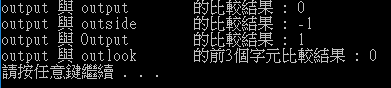 output 與 output 的比較結果 : 0
output 與 outside 的比較結果 : -1
output 與 Output 的比較結果 : 1
output 與 outlook 的前3個字元比較結果 : 0
請按任意鍵繼續 . . .